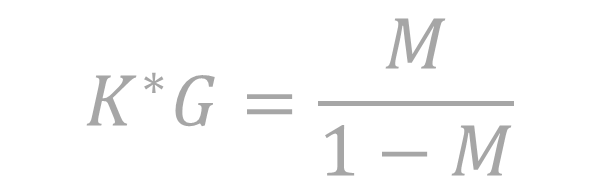 K*G = M / (1 − M)